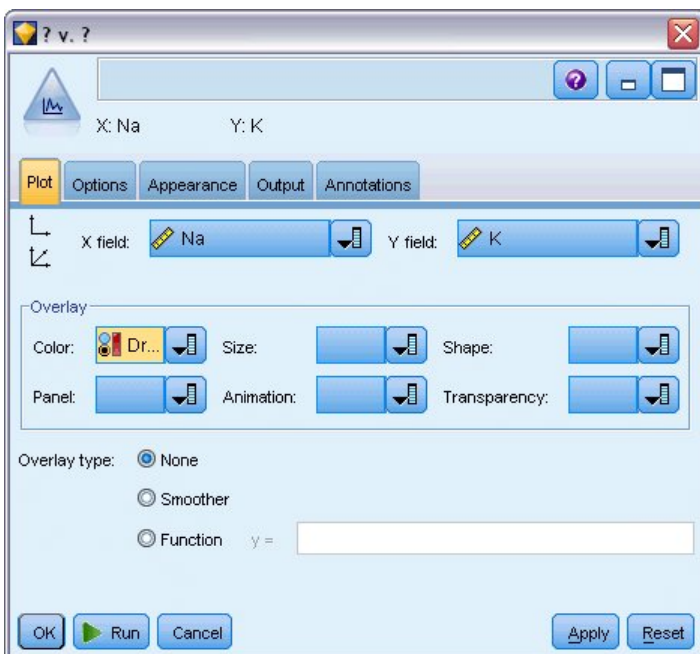 ? v. ?
X: Na Y: K
Plot Options Appearance Output Annotations
X field: Na Y field: K
Overlay
Color: Dr... Size: Shape:
Panel: Animation: Transparency:
Overlay type: None
Smoother
Function y =
OK Run Cancel Apply Reset